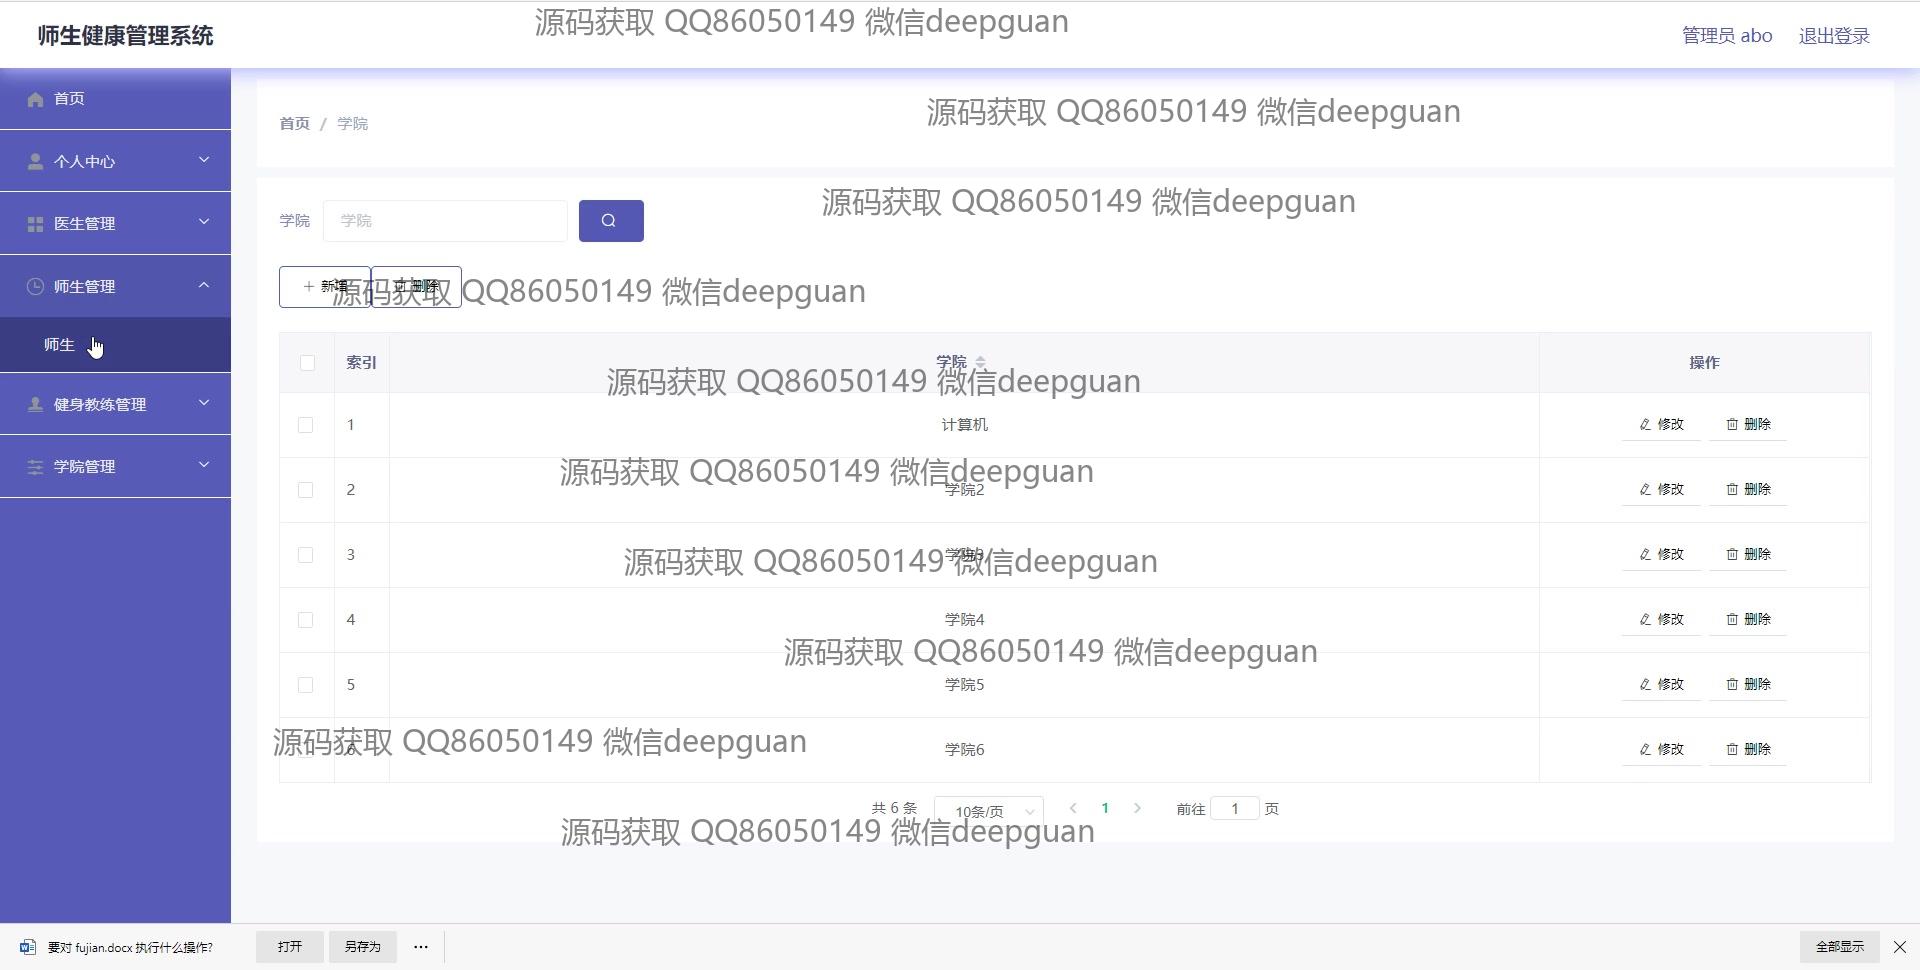 源码获取 QQ86050149 微信deepguan
师生健康管理系统
管理员 abo 退出登录
首页
个人中心
医生管理
师生管理
师生
健身教练管理
学院管理
源码获取 QQ86050149 微信deepguan
首页 / 学院
源码获取 QQ86050149 微信deepguan
学院 学院
+ 新增 删除
源码获取 QQ86050149 微信deepguan
索引 学院 操作
源码获取 QQ86050149 微信deepguan
1 计算机 修改 删除
源码获取 QQ86050149 微信deepguan
2 学院2 修改 删除
3 学院3 修改 删除
源码获取 QQ86050149 微信deepguan
4 学院4 修改 删除
源码获取 QQ86050149 微信deepguan
5 学院5 修改 删除
源码获取 QQ86050149 微信deepguan
6 学院6 修改 删除
共 6 条 10条/页 1 前往 1 页
源码获取 QQ86050149 微信deepguan
要对 fujian.docx 执行什么操作? 打开 另存为 ··· 全部显示